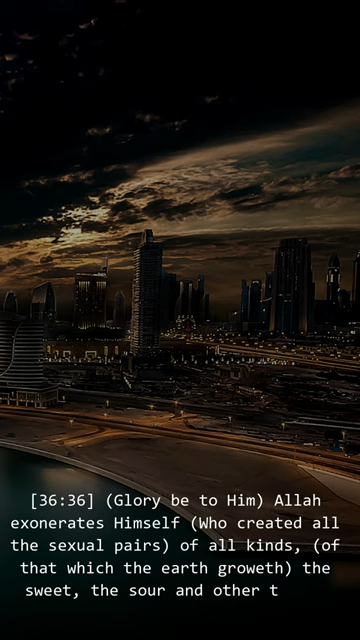 [36:36] (Glory be to Him) Allah
exonerates Himself (Who created all
the sexual pairs) of all kinds, (of
that which the earth groweth) the
sweet, the sour and other t